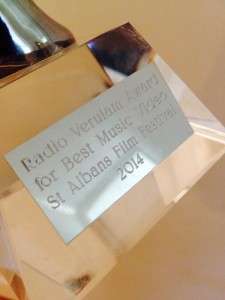 Radio Verulam Award
for Best Music Video
St Albans Film Festival
2014